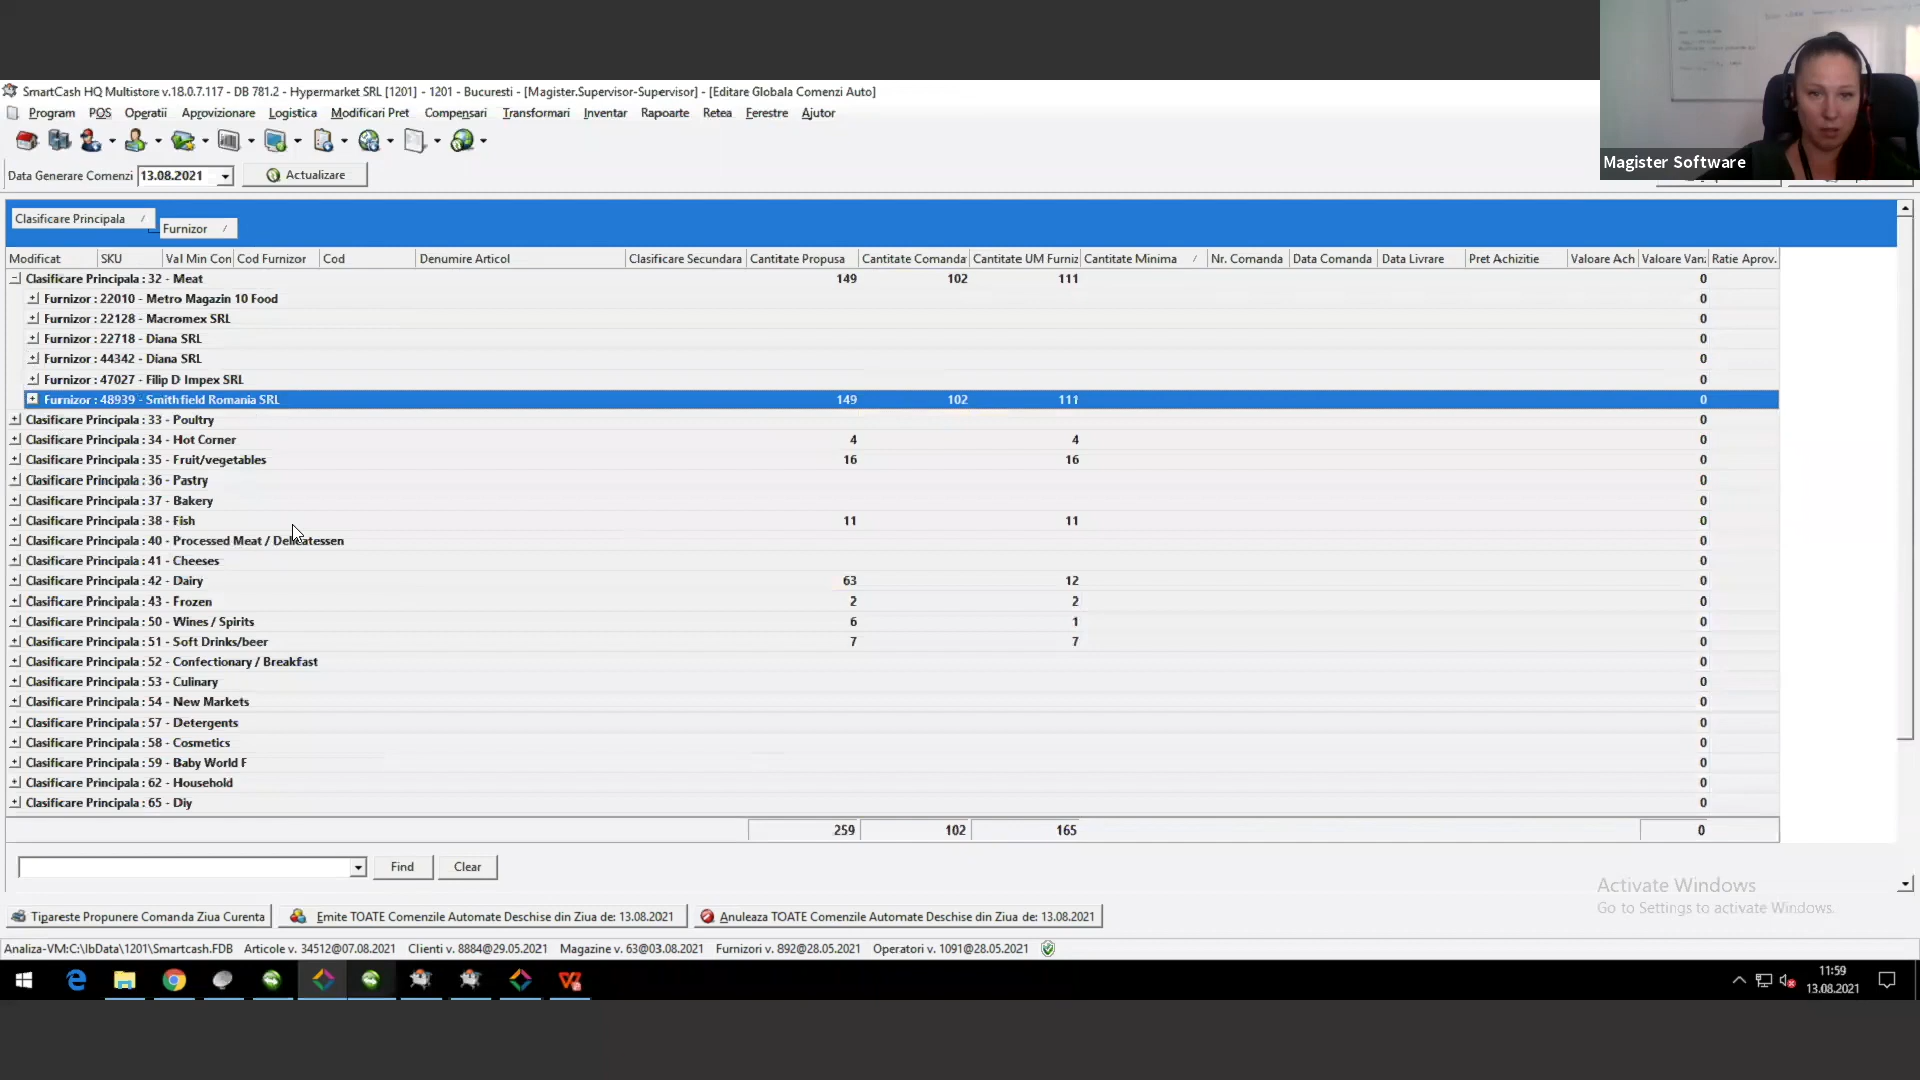 Magister Software
SmartCash HQ Multistore v.18.0.7.117 - DB 781.2 - Hypermarket SRL [1201] - 1201 - Bucuresti - [Magister.Supervisor-Supervisor] - [Editare Globala Comenzi Auto]
Program POS Operatii Aprovizionare Logistica Modificari Pret Compensari Transformari Inventar Rapoarte Retea Ferestre Ajutor
Data Generare Comenzi 13.08.2021 Actualizare
Clasificare Principala
Furnizor
Modificat SKU Val Min Con Cod Furnizor Cod Denumire Articol Clasificare Secundara Cantitate Propusa Cantitate Comanda Cantitate UM Furniz Cantitate Minima Nr. Comanda Data Comanda Data Livrare Pret Achizitie Valoare Ach Valoare Van: Ratie Aprov.
Clasificare Principala : 32 - Meat 149 102 111 0
Furnizor : 22010 - Metro Magazin 10 Food 0
Furnizor : 22128 - Macromex SRL 0
Furnizor : 22718 - Diana SRL 0
Furnizor : 44342 - Diana SRL 0
Furnizor : 47027 - Filip D Impex SRL 0
Furnizor : 48939 - Smithfield Romania SRL 149 102 111 0
Clasificare Principala : 33 - Poultry 0
Clasificare Principala : 34 - Hot Corner 4 4 0
Clasificare Principala : 35 - Fruit/vegetables 16 16 0
Clasificare Principala : 36 - Pastry 0
Clasificare Principala : 37 - Bakery 0
Clasificare Principala : 38 - Fish 11 11 0
Clasificare Principala : 40 - Processed Meat / Delicatessen 0
Clasificare Principala : 41 - Cheeses 0
Clasificare Principala : 42 - Dairy 63 12 0
Clasificare Principala : 43 - Frozen 2 2 0
Clasificare Principala : 50 - Wines / Spirits 6 1 0
Clasificare Principala : 51 - Soft Drinks/beer 7 7 0
Clasificare Principala : 52 - Confectionary / Breakfast 0
Clasificare Principala : 53 - Culinary 0
Clasificare Principala : 54 - New Markets 0
Clasificare Principala : 57 - Detergents 0
Clasificare Principala : 58 - Cosmetics 0
Clasificare Principala : 59 - Baby World F 0
Clasificare Principala : 62 - Household 0
Clasificare Principala : 65 - Diy 0
259 102 165 0
Find Clear
Activate Windows
Go to Settings to activate Windows.
Tipareste Propunere Comanda Ziua Curenta Emite TOATE Comenzile Automate Deschise din Ziua de: 13.08.2021 Anuleaza TOATE Comenzile Automate Deschise din Ziua de: 13.08.2021
Analiza-VM:C:\IbData\1201\Smartcash.FDB Articole v. 34512@07.08.2021 Clienti v. 8884@29.05.2021 Magazine v. 63@03.08.2021 Furnizori v. 892@28.05.2021 Operatori v. 1091@28.05.2021
11:59
13.08.2021